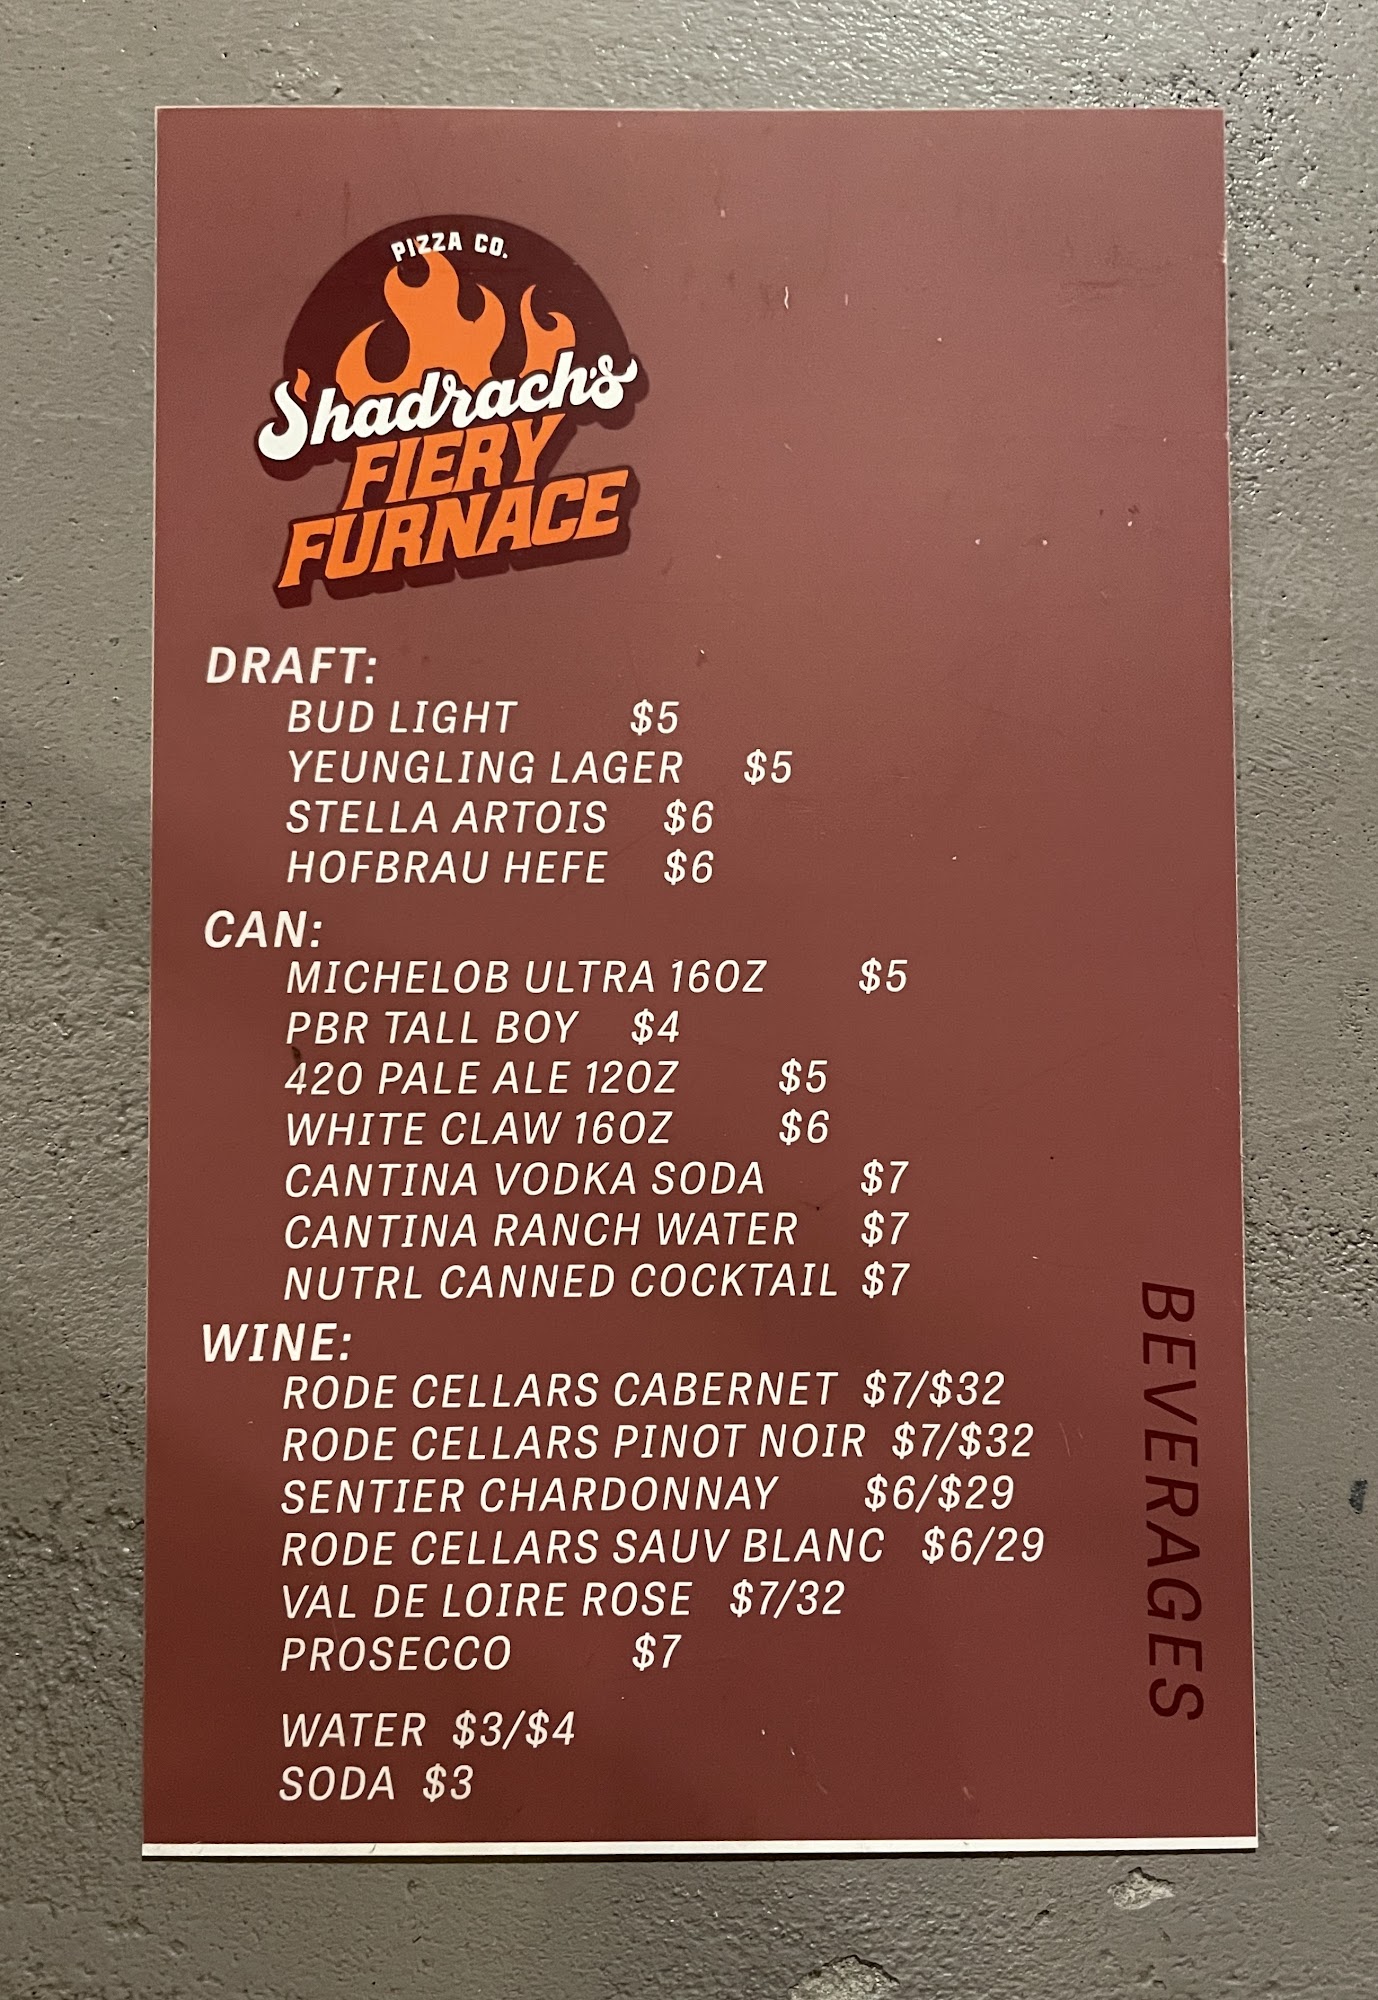 PIZZA CO.
Shadrach's
FIERY
FURNACE
DRAFT:
BUD LIGHT $5
YEUNGLING LAGER $5
STELLA ARTOIS $6
HOFBRAU HEFE $6
CAN:
MICHELOB ULTRA 16OZ $5
PBR TALL BOY $4
420 PALE ALE 12OZ $5
WHITE CLAW 16OZ $6
CANTINA VODKA SODA $7
CANTINA RANCH WATER $7
NUTRL CANNED COCKTAIL $7
WINE:
RODE CELLARS CABERNET $7/$32
RODE CELLARS PINOT NOIR $7/$32
SENTIER CHARDONNAY $6/$29
RODE CELLARS SAUV BLANC $6/29
VAL DE LOIRE ROSE $7/32
PROSECCO $7
WATER $3/$4
SODA $3
BEVERAGES